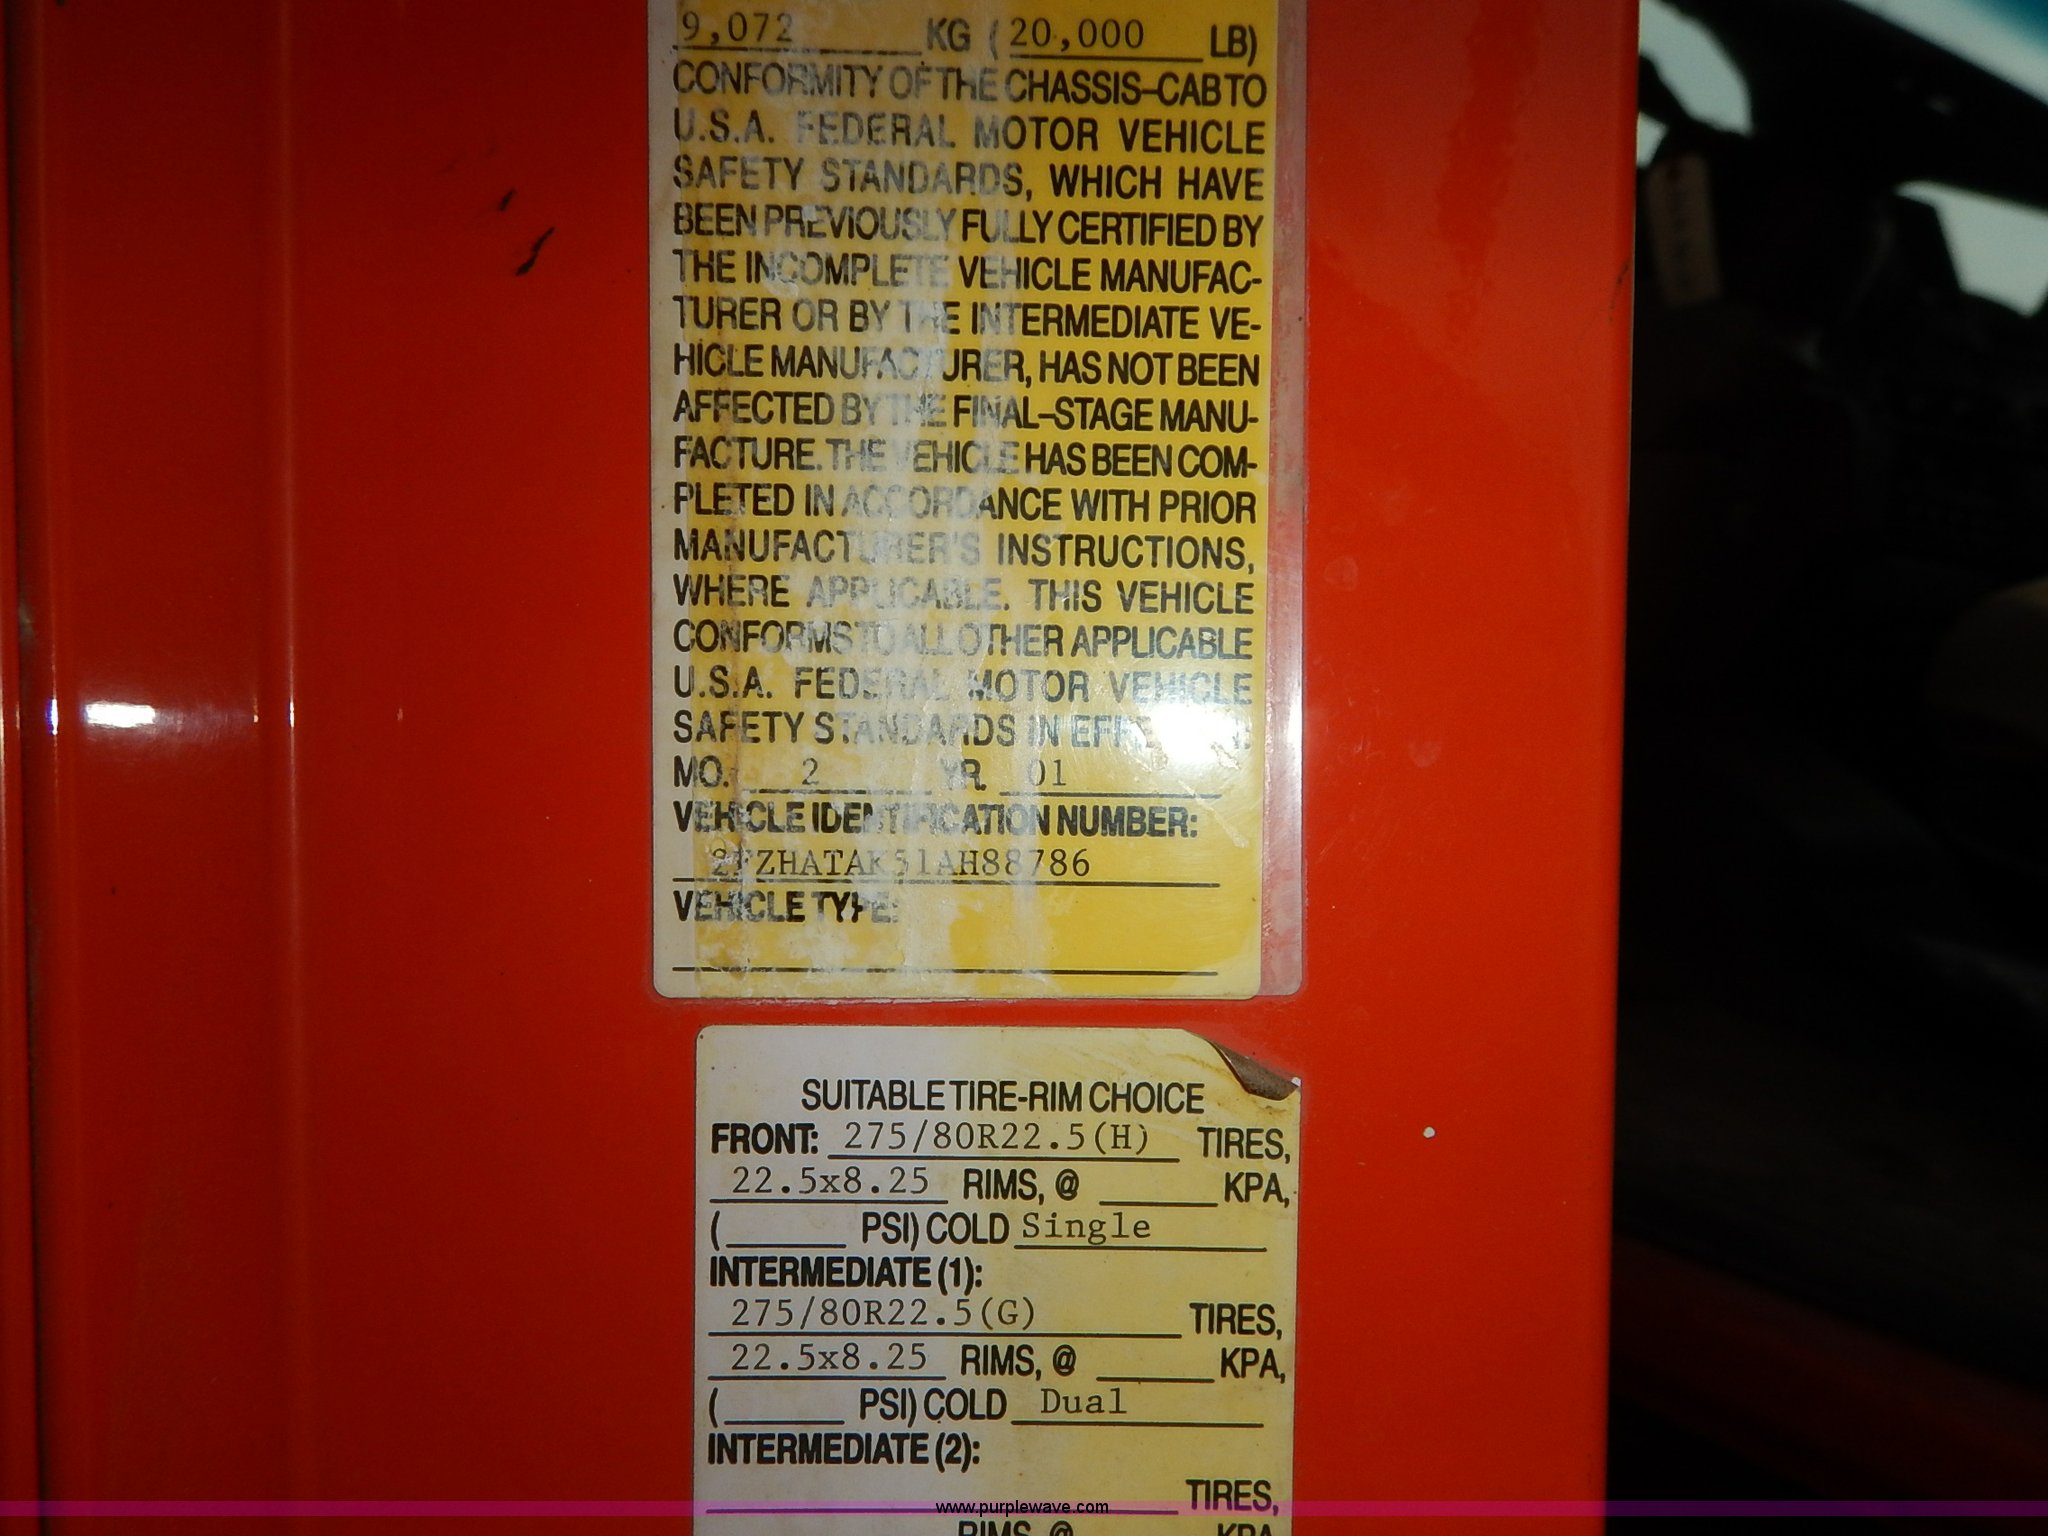 9,072 KG (20,000 LB)
CONFORMITY OF THE CHASSIS-CAB TO
U.S.A. FEDERAL MOTOR VEHICLE
SAFETY STANDARDS, WHICH HAVE
BEEN PREVIOUSLY FULLY CERTIFIED BY
THE INCOMPLETE VEHICLE MANUFAC-
TURER OR BY THE INTERMEDIATE VE-
HICLE MANUFACTURER, HAS NOT BEEN
AFFECTED BY THE FINAL-STAGE MANU-
FACTURE. THE VEHICLE HAS BEEN COM-
PLETED IN ACCORDANCE WITH PRIOR
MANUFACTURER'S INSTRUCTIONS,
WHERE APPLICABLE. THIS VEHICLE
CONFORMS TO ALL OTHER APPLICABLE
U.S.A. FEDERAL MOTOR VEHICLE
SAFETY STANDARDS IN
MO. 2 YR. 01
VEHICLE IDENTIFICATION NUMBER:
2FZHATAK51AH88786
VEHICLE TYPE:
SUITABLE TIRE-RIM CHOICE
FRONT: 275/80R22.5(H) TIRES,
22.5x8.25 RIMS, @ ______ KPA,
(______ PSI) COLD Single
INTERMEDIATE (1):
275/80R22.5(G) TIRES,
22.5x8.25 RIMS, @ ______ KPA,
(______ PSI) COLD Dual
INTERMEDIATE (2):
TIRES,
www.purplewave.com
RIMS, @ KPA